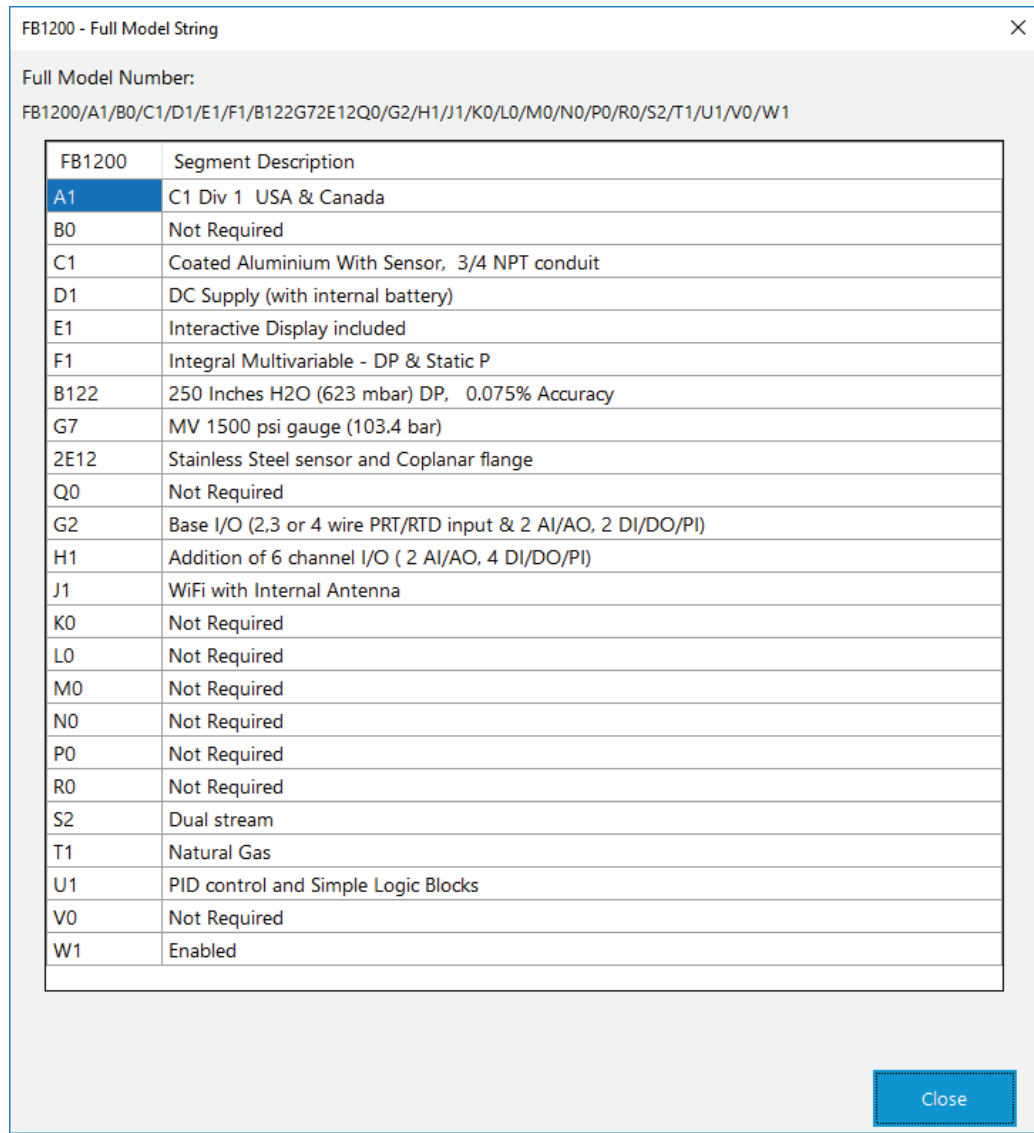 FB1200 - Full Model String
Full Model Number:
FB1200/A1/B0/C1/D1/E1/F1/B122G72E12Q0/G2/H1/J1/K0/L0/M0/N0/P0/R0/S2/T1/U1/V0/W1
FB1200 Segment Description
A1 C1 Div 1 USA & Canada
B0 Not Required
C1 Coated Aluminium With Sensor, 3/4 NPT conduit
D1 DC Supply (with internal battery)
E1 Interactive Display included
F1 Integral Multivariable - DP & Static P
B122 250 Inches H2O (623 mbar) DP, 0.075% Accuracy
G7 MV 1500 psi gauge (103.4 bar)
2E12 Stainless Steel sensor and Coplanar flange
Q0 Not Required
G2 Base I/O (2,3 or 4 wire PRT/RTD input & 2 AI/AO, 2 DI/DO/PI)
H1 Addition of 6 channel I/O ( 2 AI/AO, 4 DI/DO/PI)
J1 WiFi with Internal Antenna
K0 Not Required
L0 Not Required
M0 Not Required
N0 Not Required
P0 Not Required
R0 Not Required
S2 Dual stream
T1 Natural Gas
U1 PID control and Simple Logic Blocks
V0 Not Required
W1 Enabled
Close